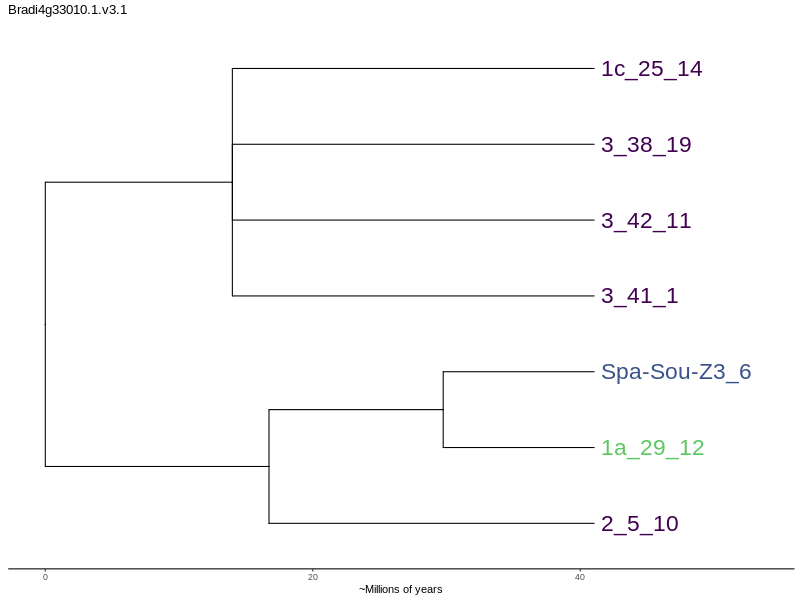 Bradi4g33010.1.v3.1
1c_25_14
3_38_19
3_42_11
3_41_1
Spa-Sou-Z3_6
1a_29_12
2_5_10
0 20 40
~Millions of years